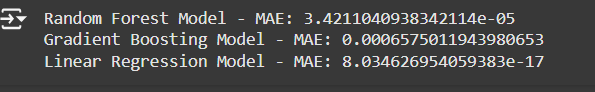 Random Forest Model - MAE: 3.4211040938342114e-05
Gradient Boosting Model - MAE: 0.0006575011943980653
Linear Regression Model - MAE: 8.034626954059383e-17